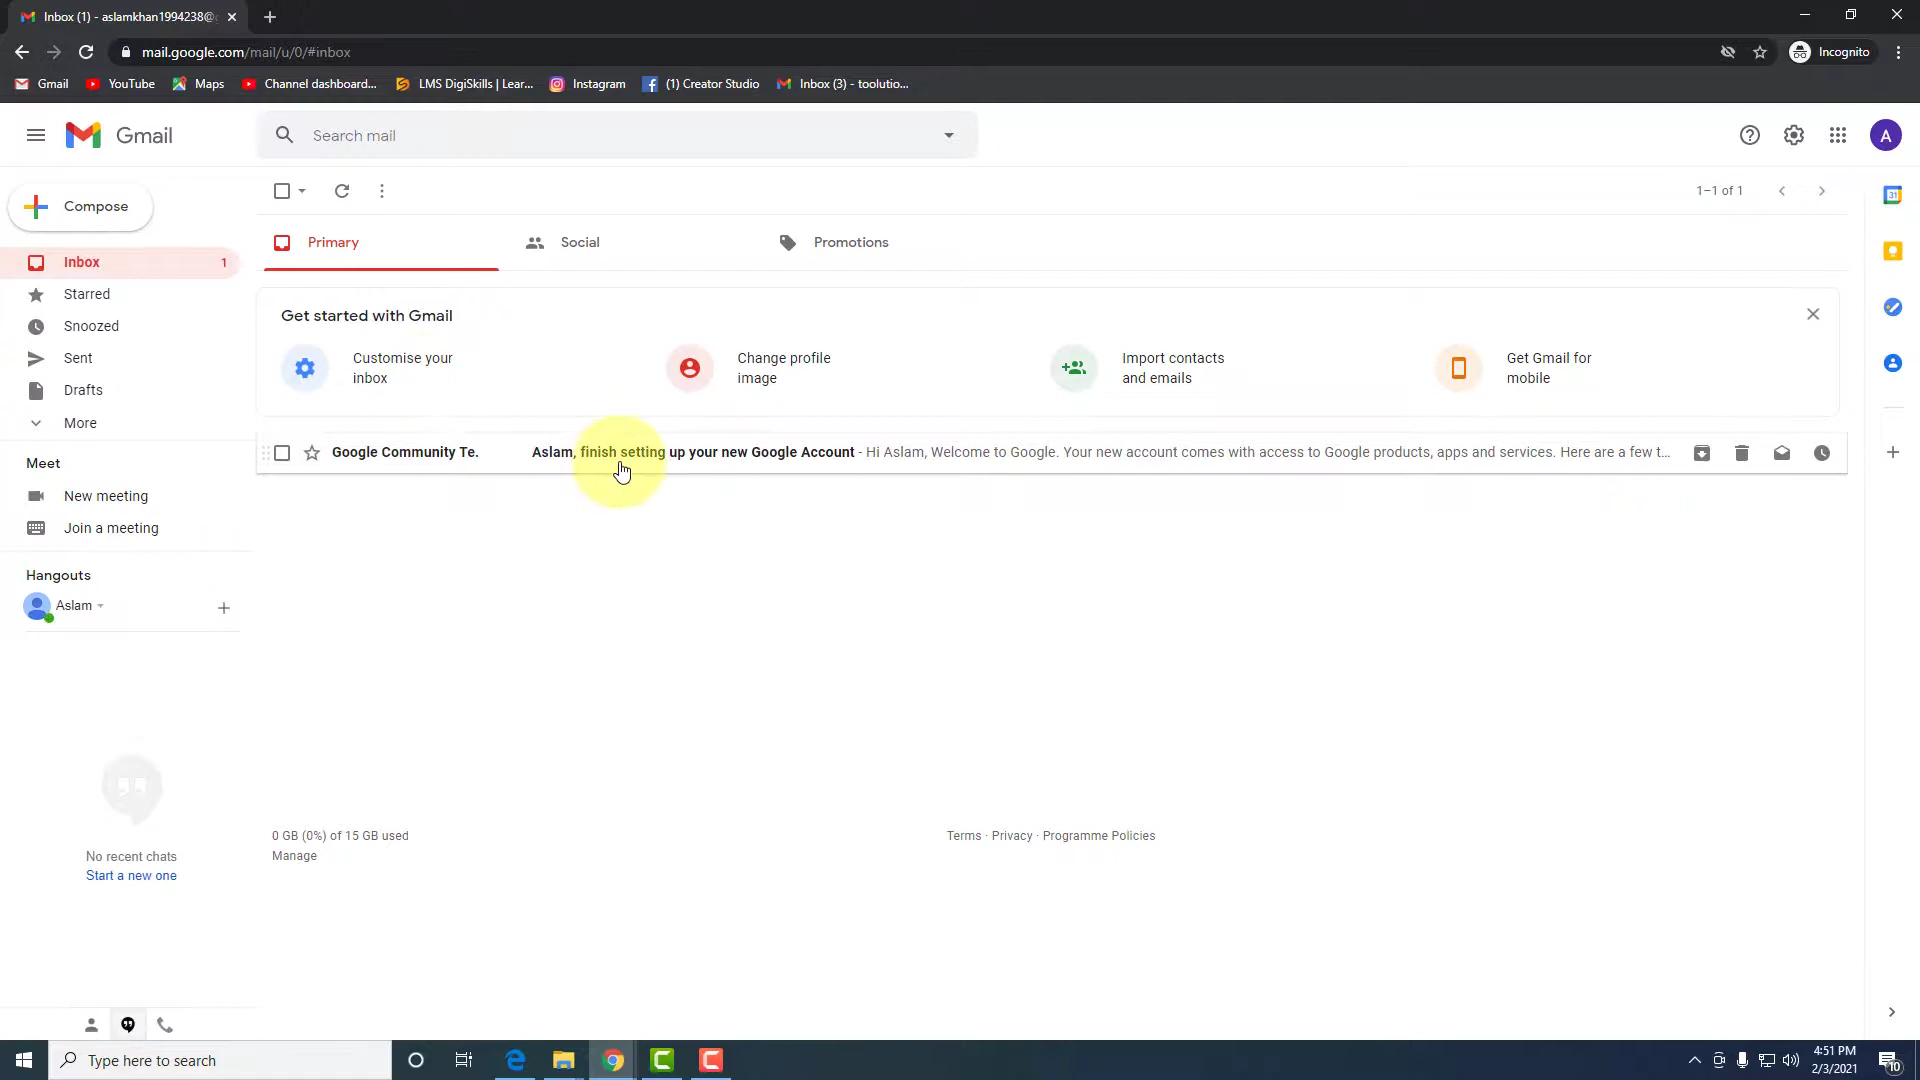 Inbox (1) - aslamkhan1994238@
mail.google.com/mail/u/0/#inbox
Incognito
Gmail
YouTube
Maps
Channel dashboard...
LMS DigiSkills | Lear...
Instagram
(1) Creator Studio
Inbox (3) - toolutio...
Gmail
Search mail
A
Compose
1–1 of 1
31
Primary
Social
Promotions
Inbox 1
Starred
Snoozed
Sent
Drafts
More
Get started with Gmail
Customise your
inbox
Change profile
image
Import contacts
and emails
Get Gmail for
mobile
Google Community Te. Aslam, finish setting up your new Google Account - Hi Aslam, Welcome to Google. Your new account comes with access to Google products, apps and services. Here are a few t...
Meet
New meeting
Join a meeting
Hangouts
Aslam
No recent chats
Start a new one
0 GB (0%) of 15 GB used
Manage
Terms · Privacy · Programme Policies
Type here to search
4:51 PM
2/3/2021
10